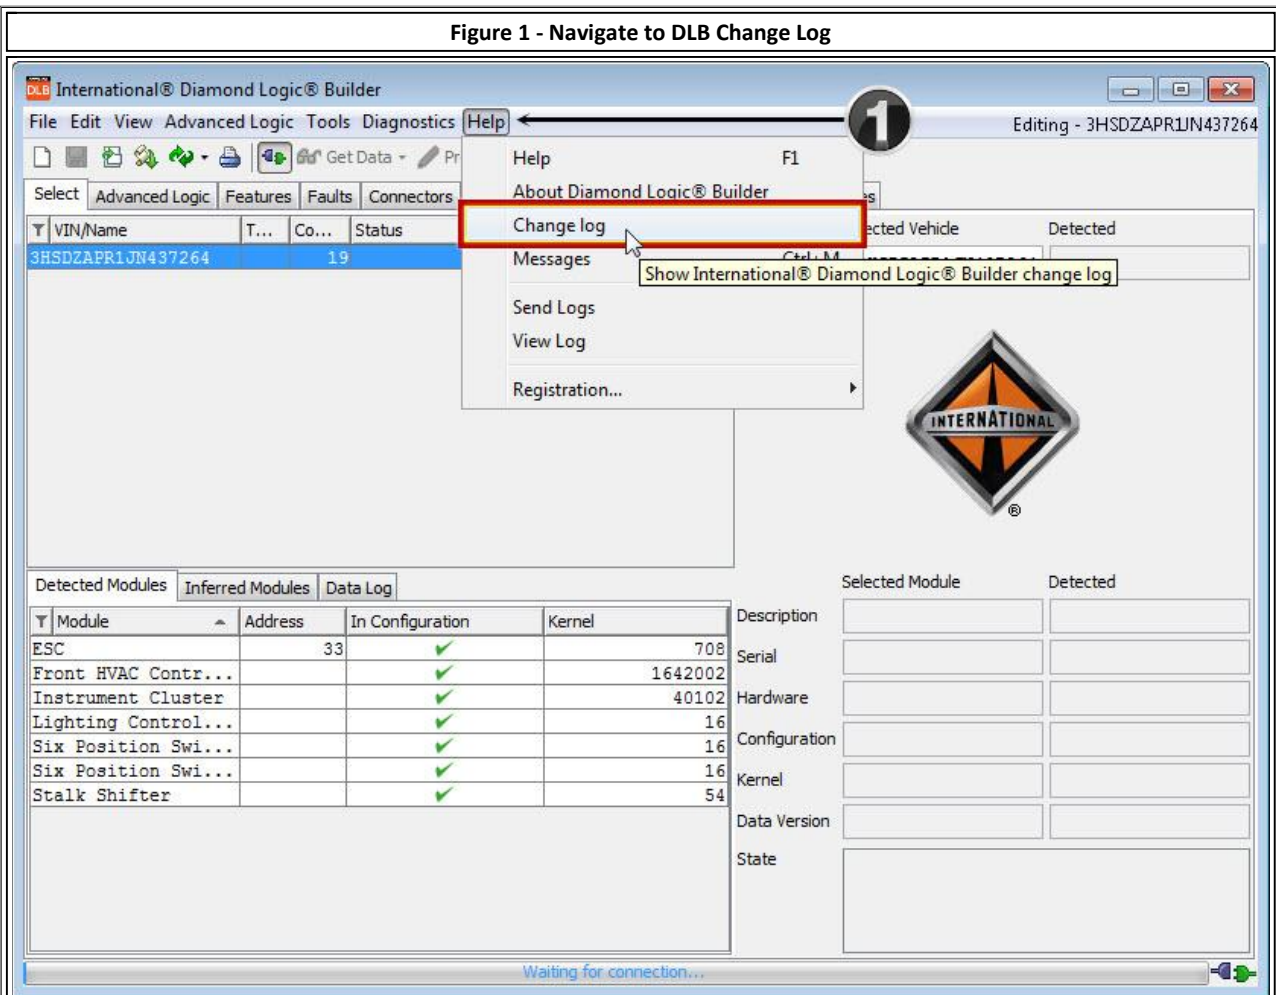 Figure 1 - Navigate to DLB Change Log
DLB International® Diamond Logic® Builder
File Edit View Advanced Logic Tools Diagnostics Help
1
Editing - 3HSDZAPR1JN437264
Get Data
Help F1
Select Advanced Logic Features Faults Connectors
About Diamond Logic® Builder
VIN/Name T... Co... Status
Change log
Vehicle Detected
3HSDZAPR1JN437264 19
Messages
Show International® Diamond Logic® Builder change log
Send Logs
View Log
Registration...
INTERNATIONAL
®
Detected Modules Inferred Modules Data Log
Selected Module Detected
Module Address In Configuration Kernel
Description
ESC 33 708
Serial
Front HVAC Contr... 1642002
Instrument Cluster 40102
Hardware
Lighting Control... 16
Six Position Swi... 16
Configuration
Six Position Swi... 16
Kernel
Stalk Shifter 54
Data Version
State
Waiting for connection...